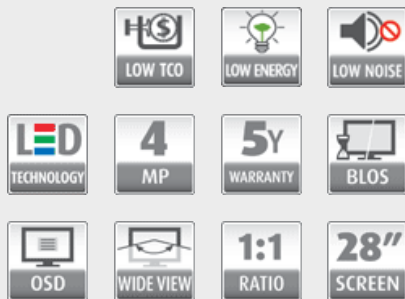 LOW TCO
LOW ENERGY
LOW NOISE
LED
TECHNOLOGY
4
MP
5Y
WARRANTY
BLOS
OSD
WIDE VIEW
1:1
RATIO
28"
SCREEN